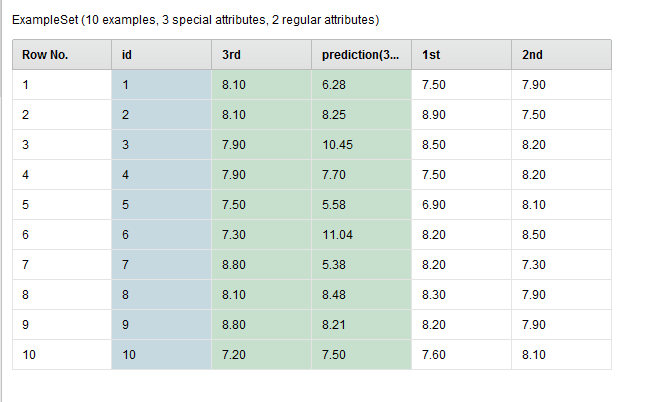 ExampleSet (10 examples, 3 special attributes, 2 regular attributes)
Row No. id 3rd prediction(3... 1st 2nd
1 1 8.10 6.28 7.50 7.90
2 2 8.10 8.25 8.90 7.50
3 3 7.90 10.45 8.50 8.20
4 4 7.90 7.70 7.50 8.20
5 5 7.50 5.58 6.90 8.10
6 6 7.30 11.04 8.20 8.50
7 7 8.80 5.38 8.20 7.30
8 8 8.10 8.48 8.30 7.90
9 9 8.80 8.21 8.20 7.90
10 10 7.20 7.50 7.60 8.10